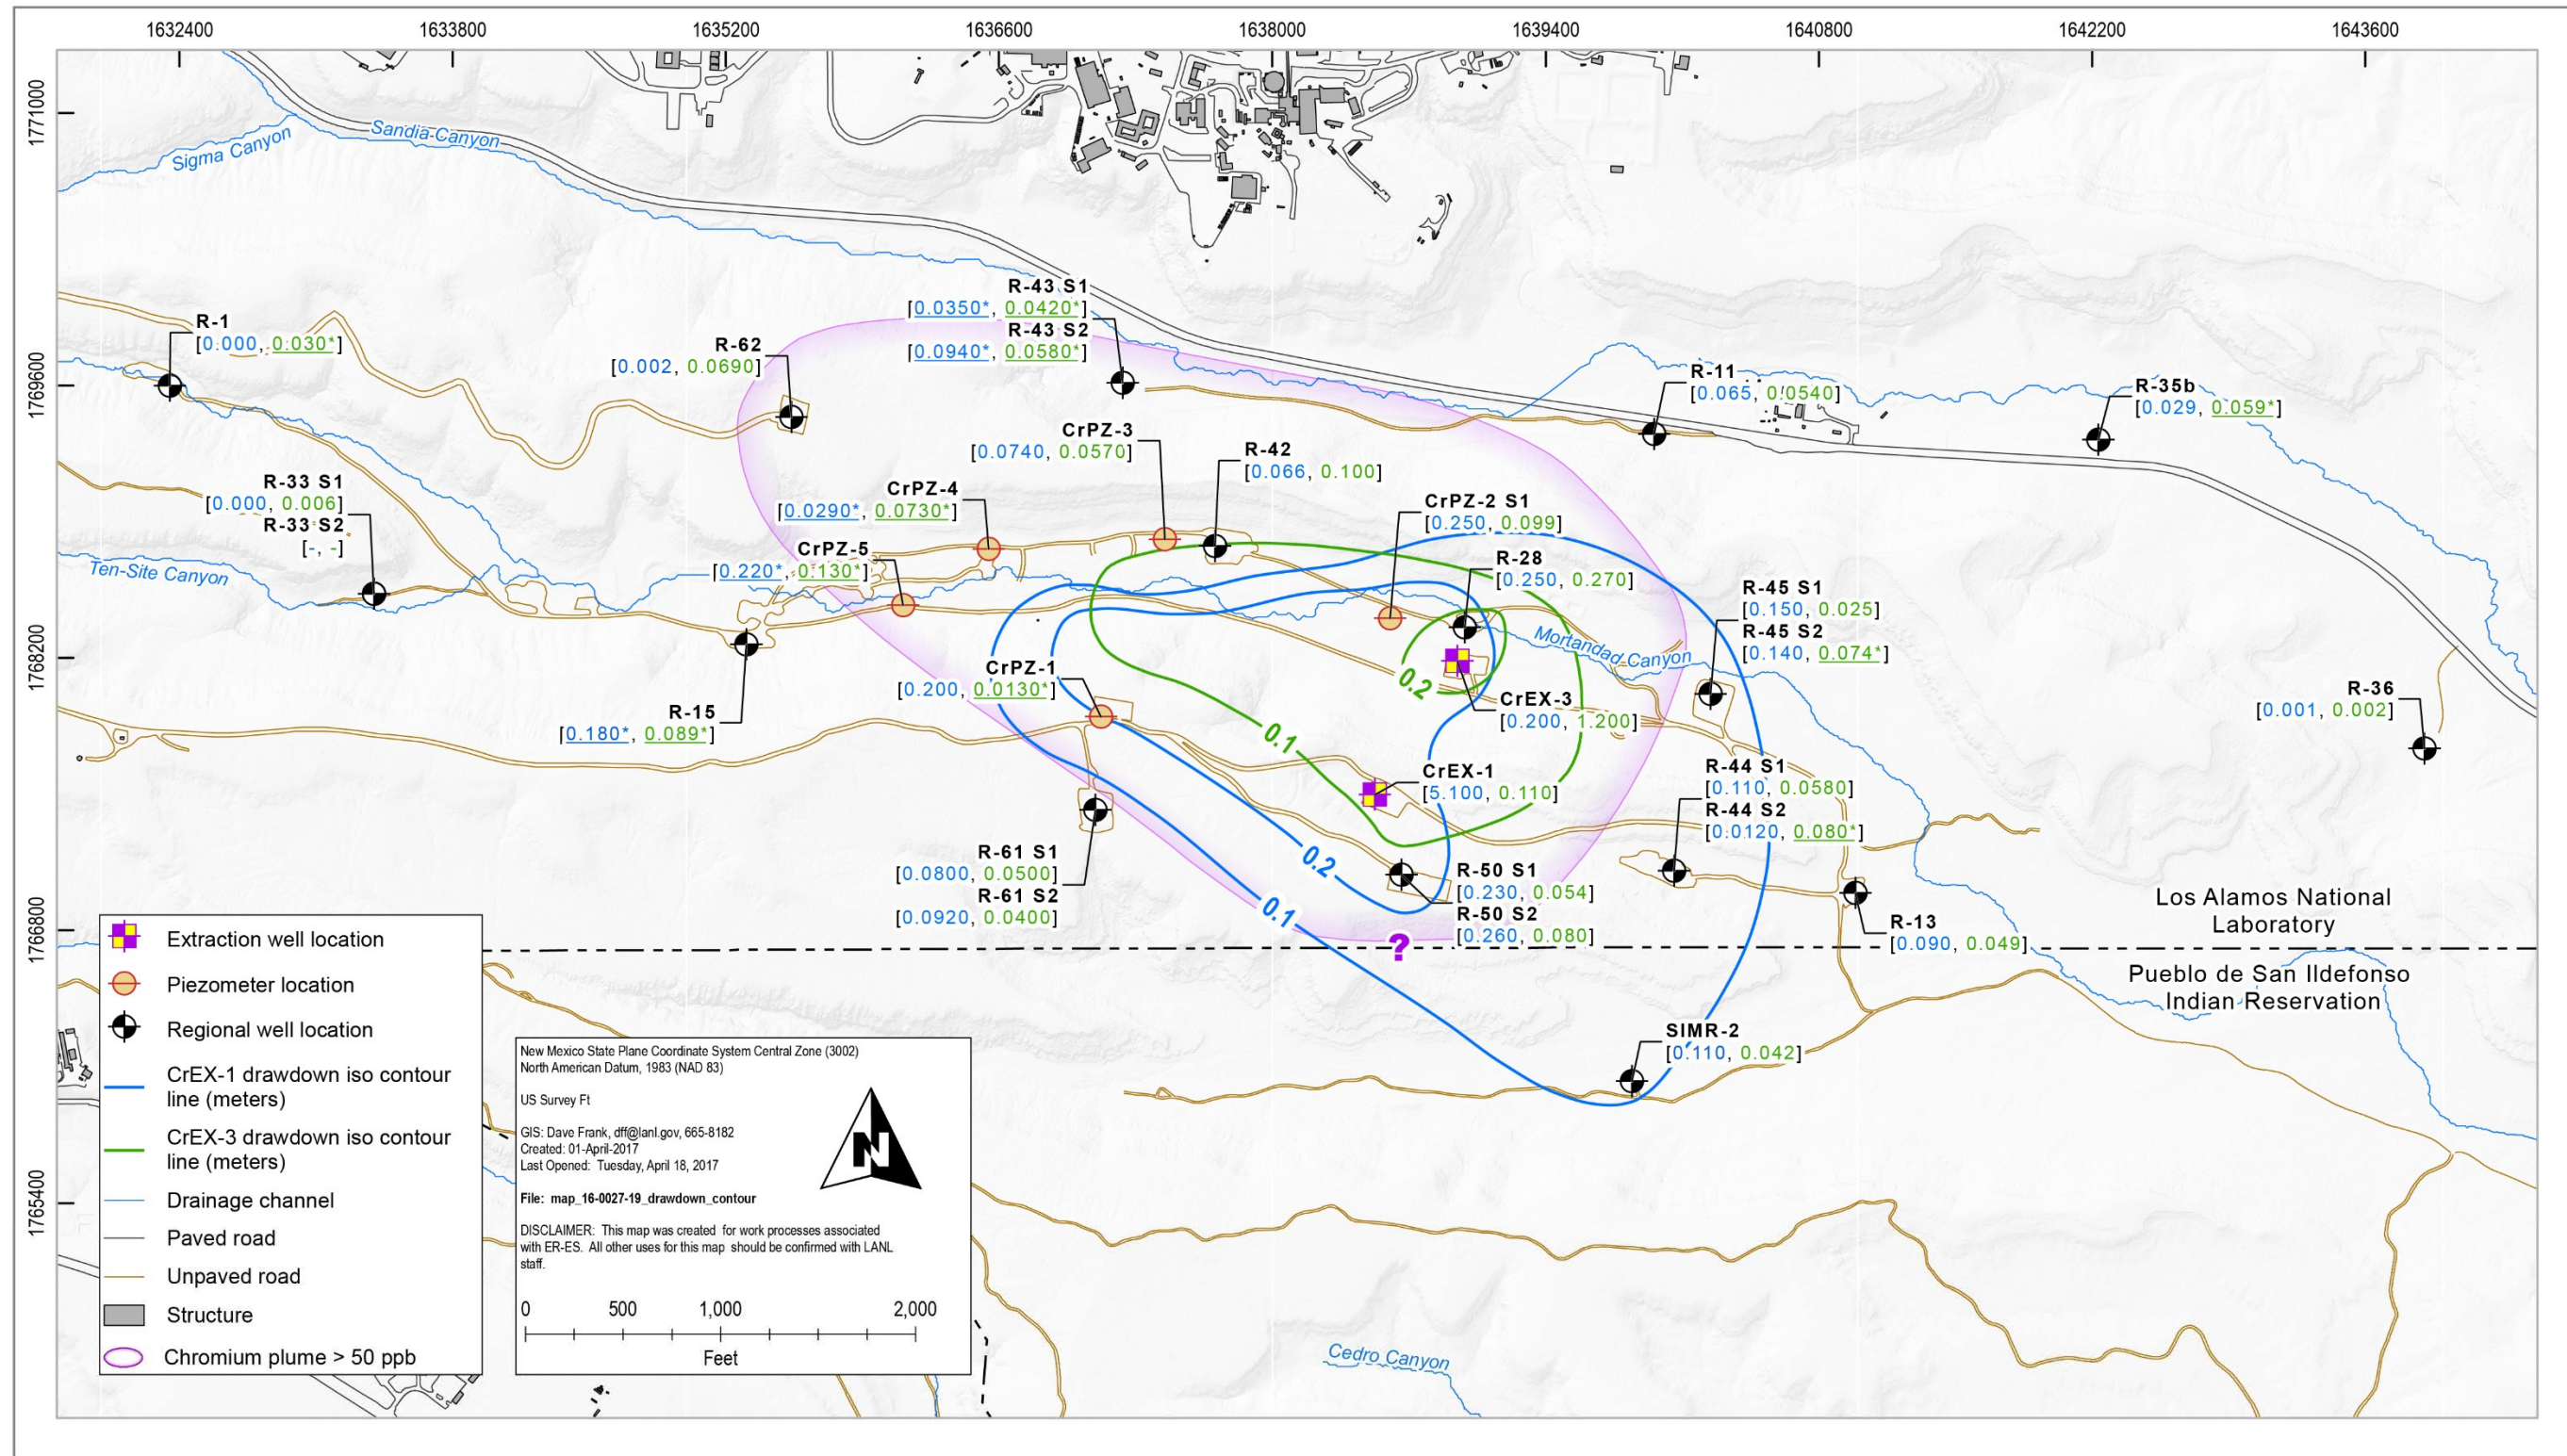 1632400 1633800 1635200 1636600 1638000 1639400 1640800 1642200 1643600
1771000
1769600
1768200
1766800
1765400
Sigma Canyon
Sandia Canyon
R-1
[0.000, 0.030*]
R-62
[0.002, 0.0690]
R-43 S1
[0.0350*, 0.0420*]
R-43 S2
[0.0940*, 0.0580*]
R-11
[0.065, 0.0540]
R-35b
[0.029, 0.059*]
CrPZ-3
[0.0740, 0.0570]
R-42
[0.066, 0.100]
R-33 S1
[0.000, 0.006]
R-33 S2
[-, -]
CrPZ-4
[0.0290*, 0.0730*]
CrPZ-2 S1
[0.250, 0.099]
CrPZ-5
[0.220*, 0.130*]
R-28
[0.250, 0.270]
Ten-Site Canyon
R-45 S1
[0.150, 0.025]
R-45 S2
[0.140, 0.074*]
Mortandad Canyon
CrPZ-1
[0.200, 0.0130*]
0.2
CrEX-3
[0.200, 1.200]
R-36
[0.001, 0.002]
R-15
[0.180*, 0.089*]
0.1
CrEX-1
[5.100, 0.110]
R-44 S1
[0.110, 0.0580]
R-44 S2
[0.0120, 0.080*]
R-61 S1
[0.0800, 0.0500]
R-61 S2
[0.0920, 0.0400]
0.2
0.1
R-50 S1
[0.230, 0.054]
R-50 S2
[0.260, 0.080]
?
R-13
[0.090, 0.049]
Los Alamos National
Laboratory
Pueblo de San Ildefonso
Indian Reservation
SIMR-2
[0.110, 0.042]
Cedro Canyon
Extraction well location
Piezometer location
Regional well location
CrEX-1 drawdown iso contour
line (meters)
CrEX-3 drawdown iso contour
line (meters)
Drainage channel
Paved road
Unpaved road
Structure
Chromium plume > 50 ppb
New Mexico State Plane Coordinate System Central Zone (3002)
North American Datum, 1983 (NAD 83)
US Survey Ft
GIS: Dave Frank, dff@lanl.gov, 665-8182
Created: 01-April-2017
Last Opened: Tuesday, April 18, 2017
N
File: map_16-0027-19_drawdown_contour
DISCLAIMER: This map was created for work processes associated
with ER-ES. All other uses for this map should be confirmed with LANL
staff.
0 500 1,000 2,000
Feet